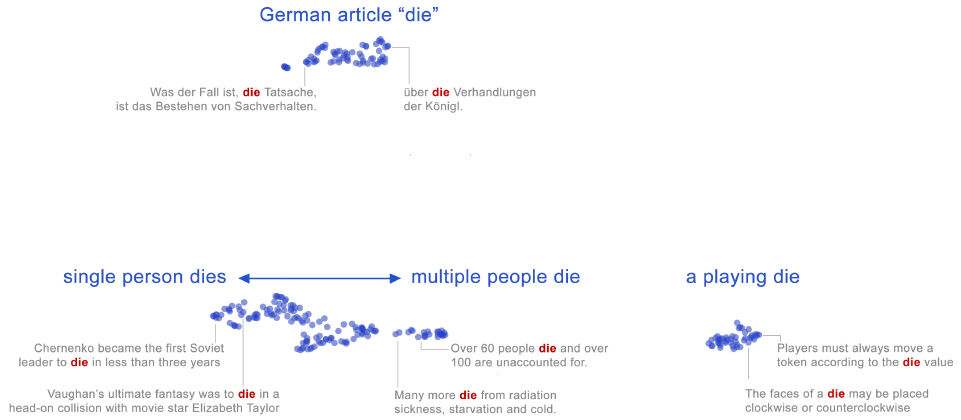 German article “die”
Was der Fall ist, die Tatsache,
ist das Bestehen von Sachverhalten.
über die Verhandlungen
der Königl.
single person dies
multiple people die
a playing die
Chernenko became the first Soviet
leader to die in less than three years
Over 60 people die and over
100 are unaccounted for.
Players must always move a
token according to the die value
Vaughan’s ultimate fantasy was to die in a
head-on collision with movie star Elizabeth Taylor
Many more die from radiation
sickness, starvation and cold.
The faces of a die may be placed
clockwise or counterclockwise